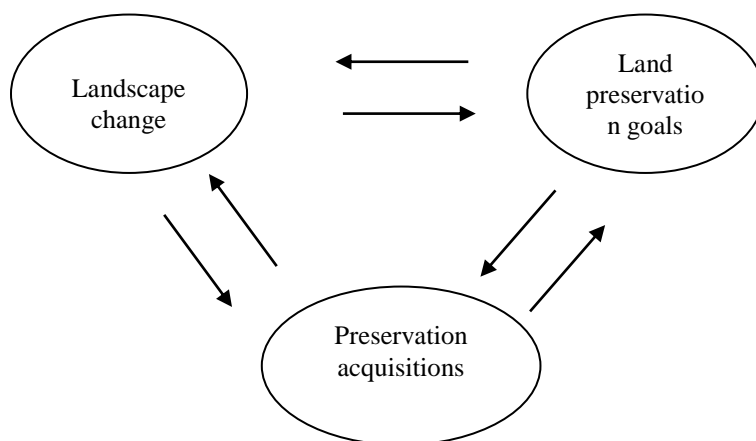 Landscape
change
Land
preservatio
n goals
Preservation
acquisitions